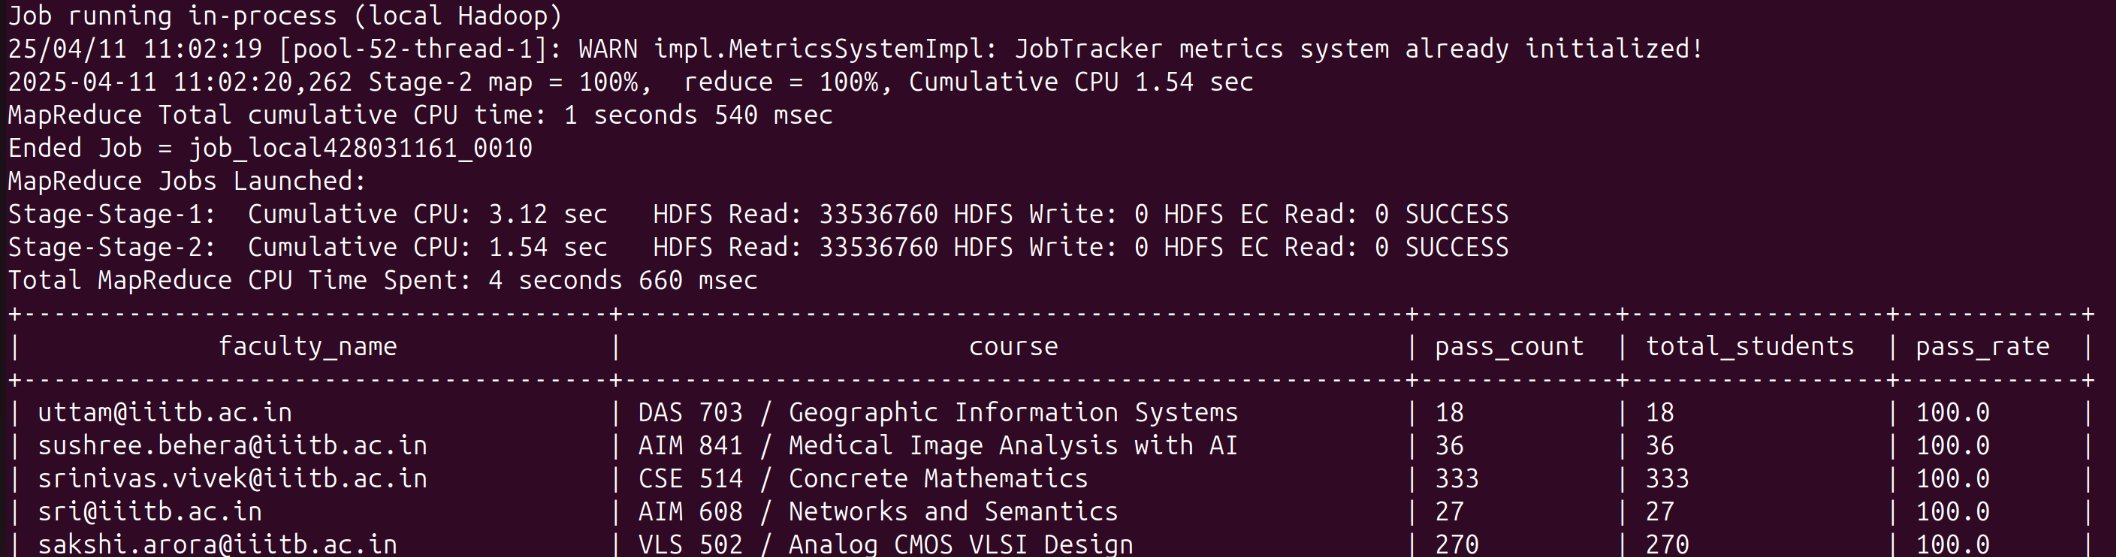 Job running in-process (local Hadoop)
25/04/11 11:02:19 [pool-52-thread-1]: WARN impl.MetricsSystemImpl: JobTracker metrics system already initialized!
2025-04-11 11:02:20,262 Stage-2 map = 100%,  reduce = 100%, Cumulative CPU 1.54 sec
MapReduce Total cumulative CPU time: 1 seconds 540 msec
Ended Job = job_local428031161_0010
MapReduce Jobs Launched:
Stage-Stage-1:  Cumulative CPU: 3.12 sec   HDFS Read: 33536760 HDFS Write: 0 HDFS EC Read: 0 SUCCESS
Stage-Stage-2:  Cumulative CPU: 1.54 sec   HDFS Read: 33536760 HDFS Write: 0 HDFS EC Read: 0 SUCCESS
Total MapReduce CPU Time Spent: 4 seconds 660 msec
+---------------------------------------+----------------------------------------------------+-------------+-----------------+------------+
|             faculty_name              |                       course                       | pass_count  | total_students  | pass_rate  |
+---------------------------------------+----------------------------------------------------+-------------+-----------------+------------+
| uttam@iiitb.ac.in                     | DAS 703 / Geographic Information Systems           | 18          | 18              | 100.0      |
| sushree.behera@iiitb.ac.in            | AIM 841 / Medical Image Analysis with AI           | 36          | 36              | 100.0      |
| srinivas.vivek@iiitb.ac.in            | CSE 514 / Concrete Mathematics                     | 333         | 333             | 100.0      |
| sri@iiitb.ac.in                       | AIM 608 / Networks and Semantics                   | 27          | 27              | 100.0      |
| sakshi.arora@iiitb.ac.in              | VLS 502 / Analog CMOS VLSI Design                  | 270         | 270             | 100.0      |